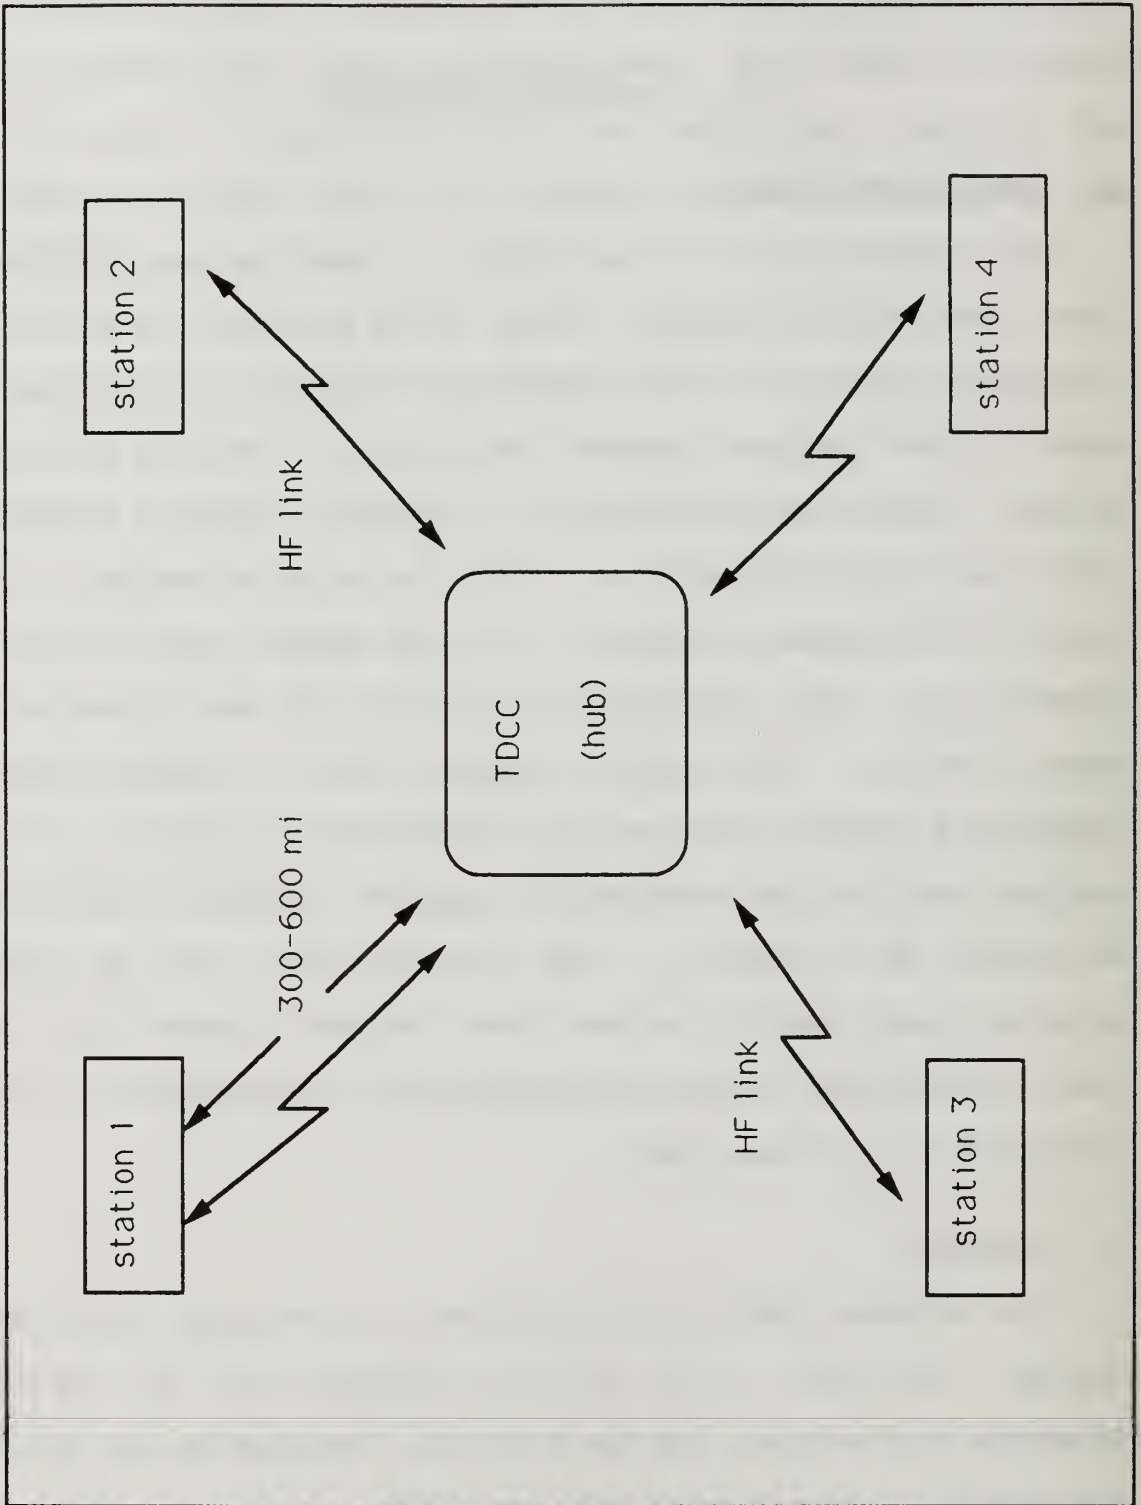 station 1
300-600 mi
HF link
station 2
TDCC
(hub)
station 3
HF link
station 4